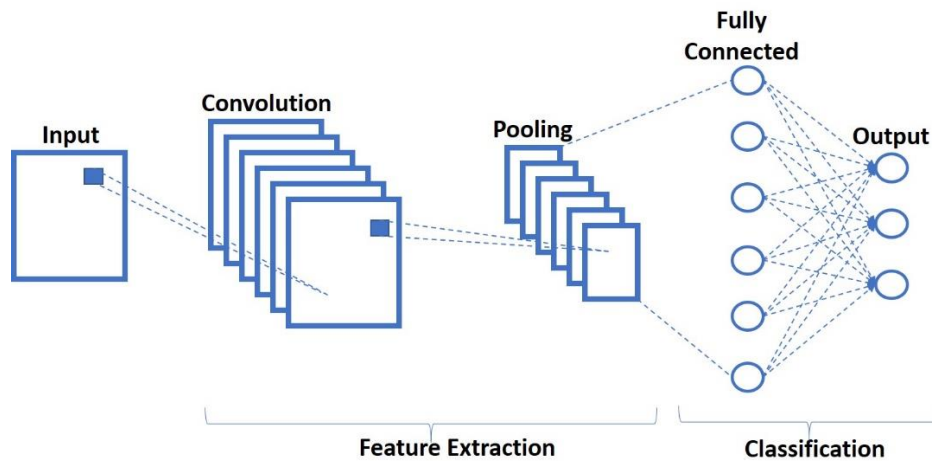 Fully
Connected
Convolution
Pooling
Input
Output
Feature Extraction
Classification